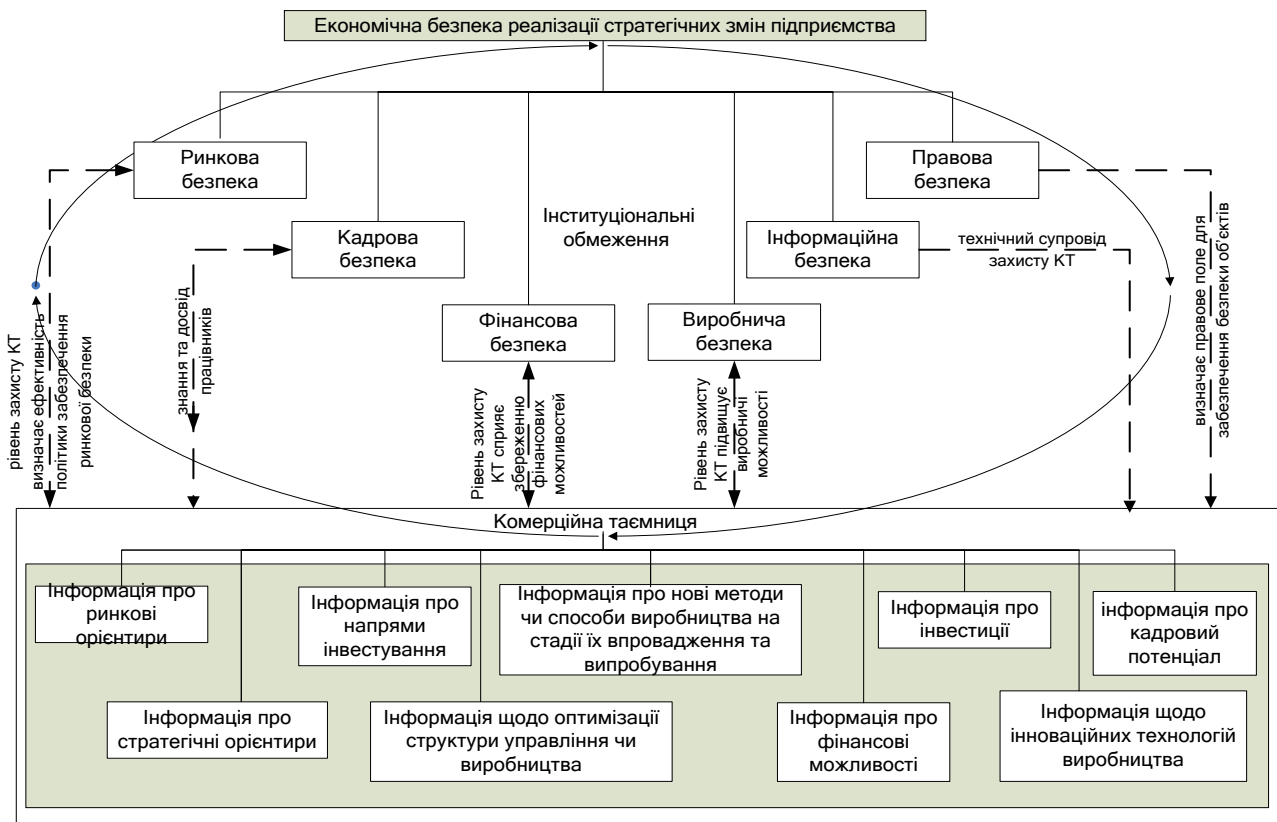 Економічна безпека реалізації стратегічних змін підприємства
Ринкова
безпека
Правова
безпека
Кадрова
безпека
Інституціональні
обмеження
Інформаційна
безпека
технічний супровід
захисту КТ
Фінансова
безпека
Виробнича
безпека
рівень захисту КТ
визначає ефективність
політики забезпечення
ринкової безпеки
знання та досвід
працівників
Рівень захисту
КТ сприяє
збереженню
фінансових
можливостей
Рівень захисту
КТ підвищує
виробничі
можливості
визначає правове поле для
забезпечення безпеки об'єктів
Комерційна таємниця
Інформація про
ринкові
орієнтири
Інформація про
напрями
інвестування
Інформація про нові методи
чи способи виробництва на
стадії їх впровадження та
випробування
Інформація про
інвестиції
інформація про
кадровий
потенціал
Інформація про
стратегічні орієнтири
Інформація щодо оптимізації
структури управління чи
виробництва
Інформація про
фінансові
можливості
Інформація щодо
інноваційних технологій
виробництва